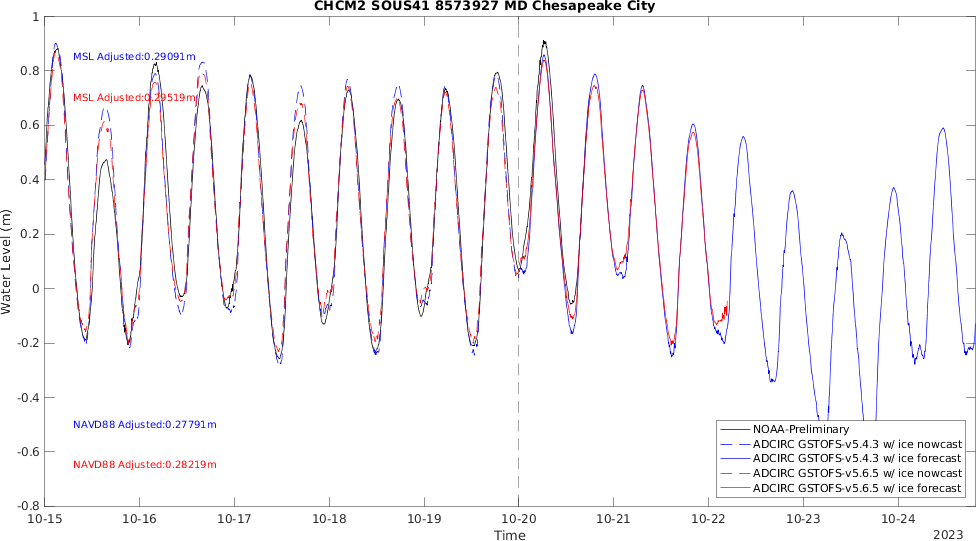 CHCM2 SOUS41 8573927 MD Chesapeake City
1
0.8
0.6
0.4
0.2
0
-0.2
-0.4
-0.6
-0.8
Water Level (m)
MSL Adjusted:0.29091m
MSL Adjusted:0.29519m
NAVD88 Adjusted:0.27791m
NAVD88 Adjusted:0.28219m
NOAA-Preliminary
ADCIRC GSTOFS-v5.4.3 w/ ice nowcast
ADCIRC GSTOFS-v5.4.3 w/ ice forecast
ADCIRC GSTOFS-v5.6.5 w/ ice nowcast
ADCIRC GSTOFS-v5.6.5 w/ ice forecast
10-15 10-16 10-17 10-18 10-19 10-20 10-21 10-22 10-23 10-24
Time
2023